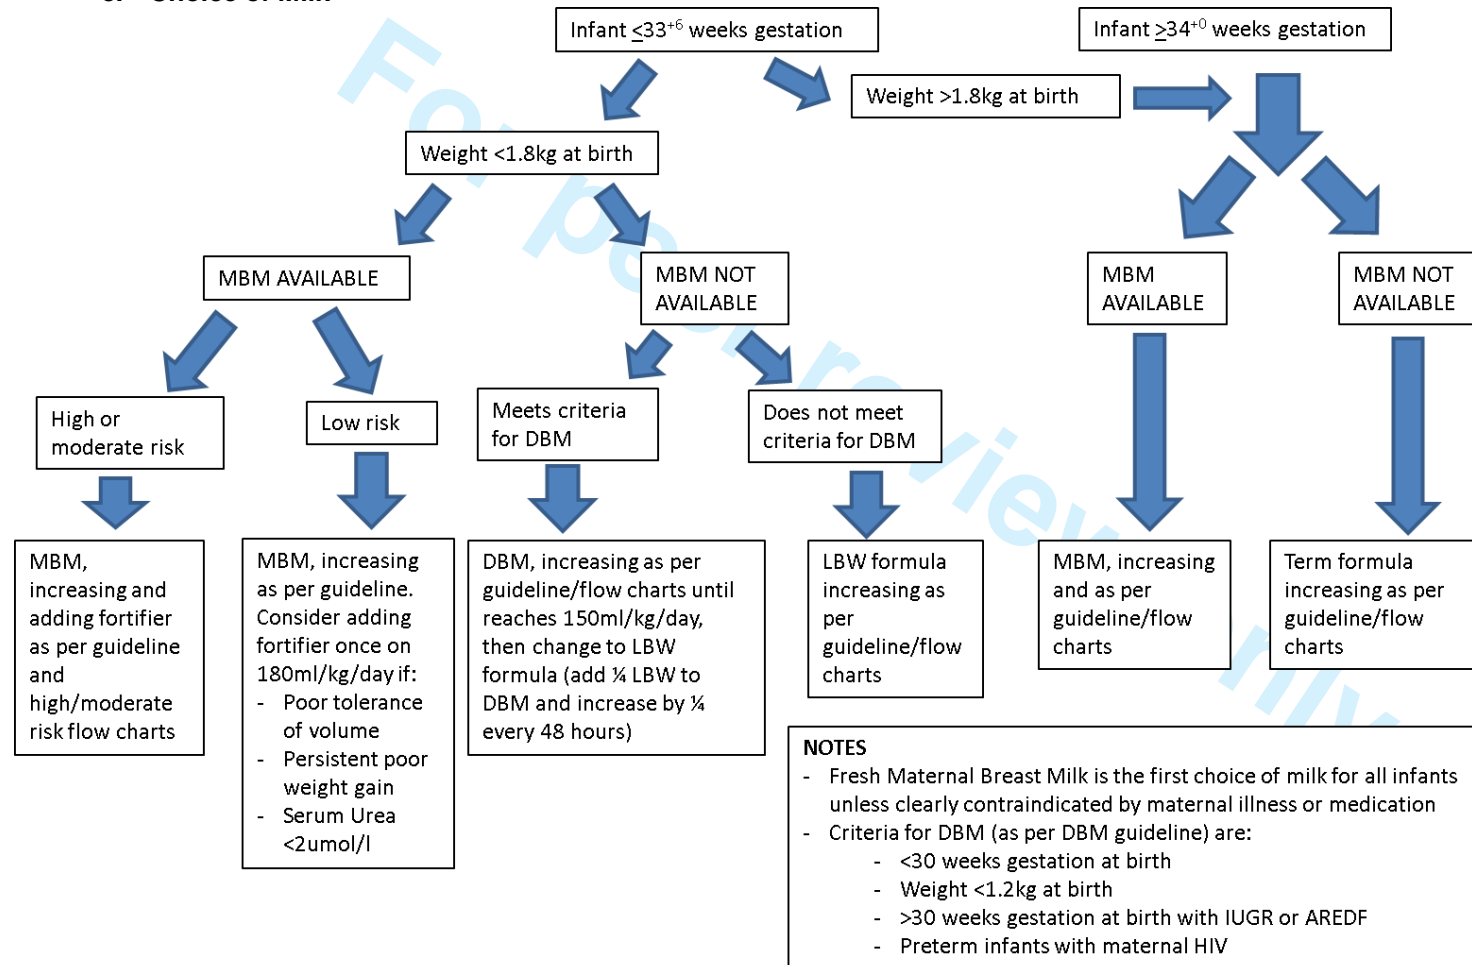 Infant ≤33+6 weeks gestation
Infant ≥34+0 weeks gestation
Weight >1.8kg at birth
Weight <1.8kg at birth
MBM AVAILABLE
MBM NOT
AVAILABLE
MBM
AVAILABLE
MBM NOT
AVAILABLE
High or
moderate risk
Low risk
Meets criteria
for DBM
Does not meet
criteria for DBM
MBM,
increasing and
adding fortifier
as per guideline
and
high/moderate
risk flow charts
MBM, increasing
as per guideline.
Consider adding
fortifier once on
180ml/kg/day if:
- Poor tolerance
of volume
- Persistent poor
weight gain
- Serum Urea
<2umol/l
DBM, increasing as per
guideline/flow charts until
reaches 150ml/kg/day,
then change to LBW
formula (add ¼ LBW to
DBM and increase by ¼
every 48 hours)
LBW formula
increasing as
per
guideline/flow
charts
MBM, increasing
and as per
guideline/flow
charts
Term formula
increasing as per
guideline/flow
charts
NOTES
- Fresh Maternal Breast Milk is the first choice of milk for all infants
unless clearly contraindicated by maternal illness or medication
- Criteria for DBM (as per DBM guideline) are:
- <30 weeks gestation at birth
- Weight <1.2kg at birth
- >30 weeks gestation at birth with IUGR or AREDF
- Preterm infants with maternal HIV
For peer review only